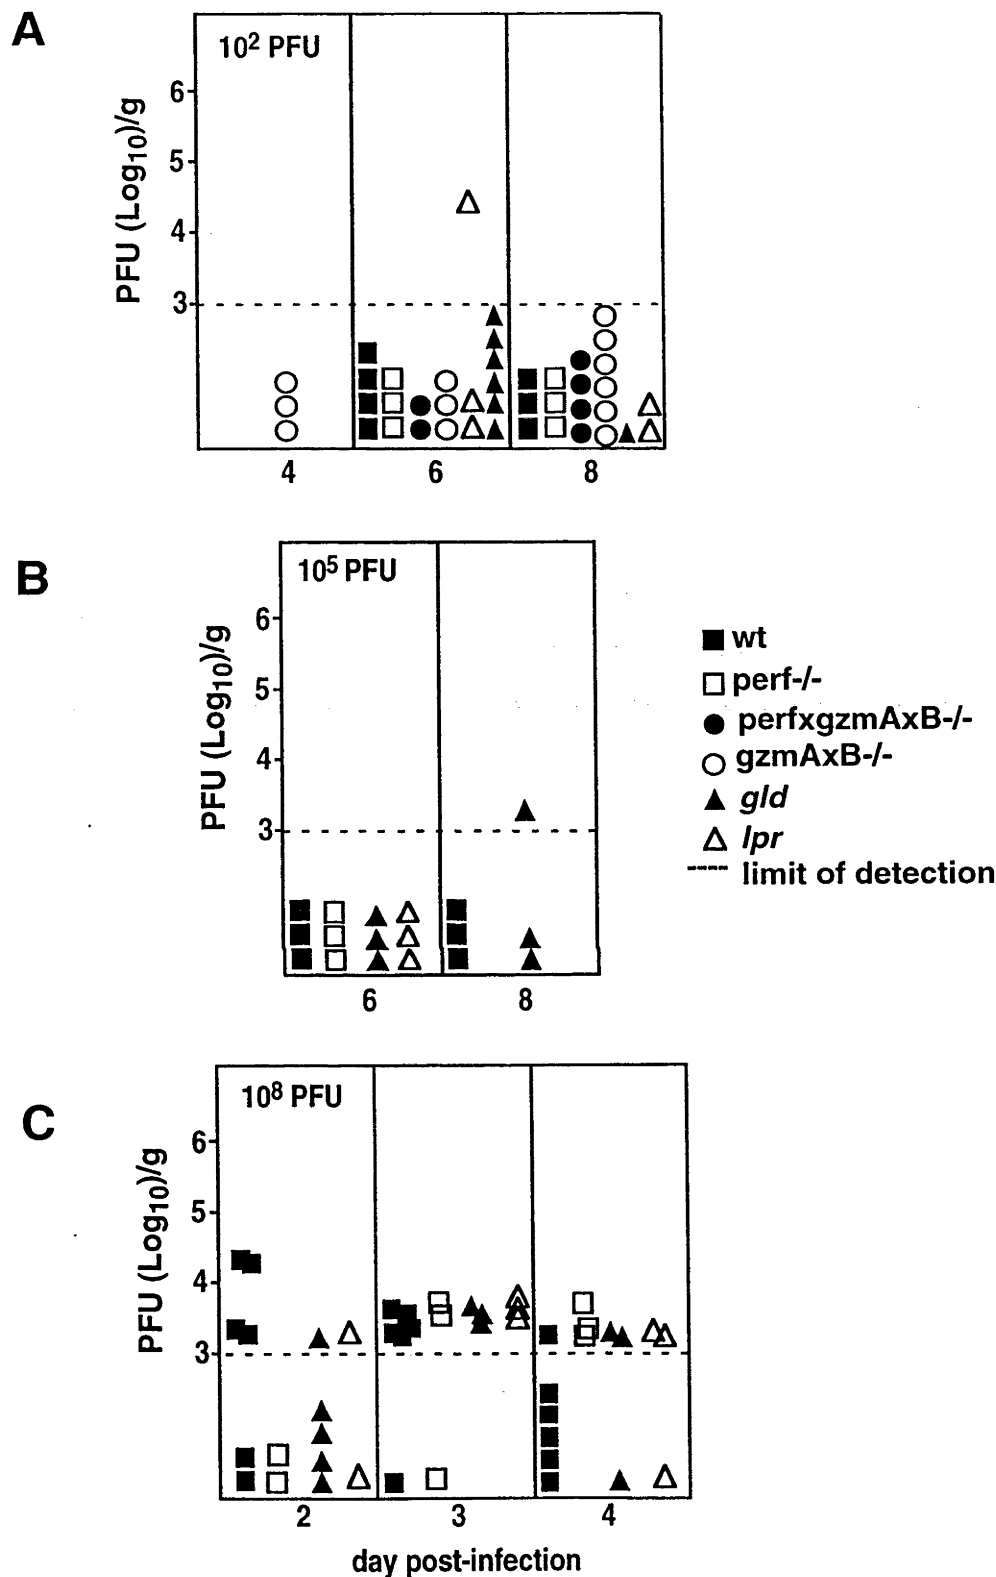 A
10² PFU
PFU (Log₁₀)/g
6
5
4
3
4 6 8
B
10⁵ PFU
PFU (Log₁₀)/g
6
5
4
3
6 8
wt
perf-/-
perfxgzmAxB-/-
gzmAxB-/-
gld
lpr
limit of detection
C
10⁸ PFU
PFU (Log₁₀)/g
6
5
4
3
2 3 4
day post-infection